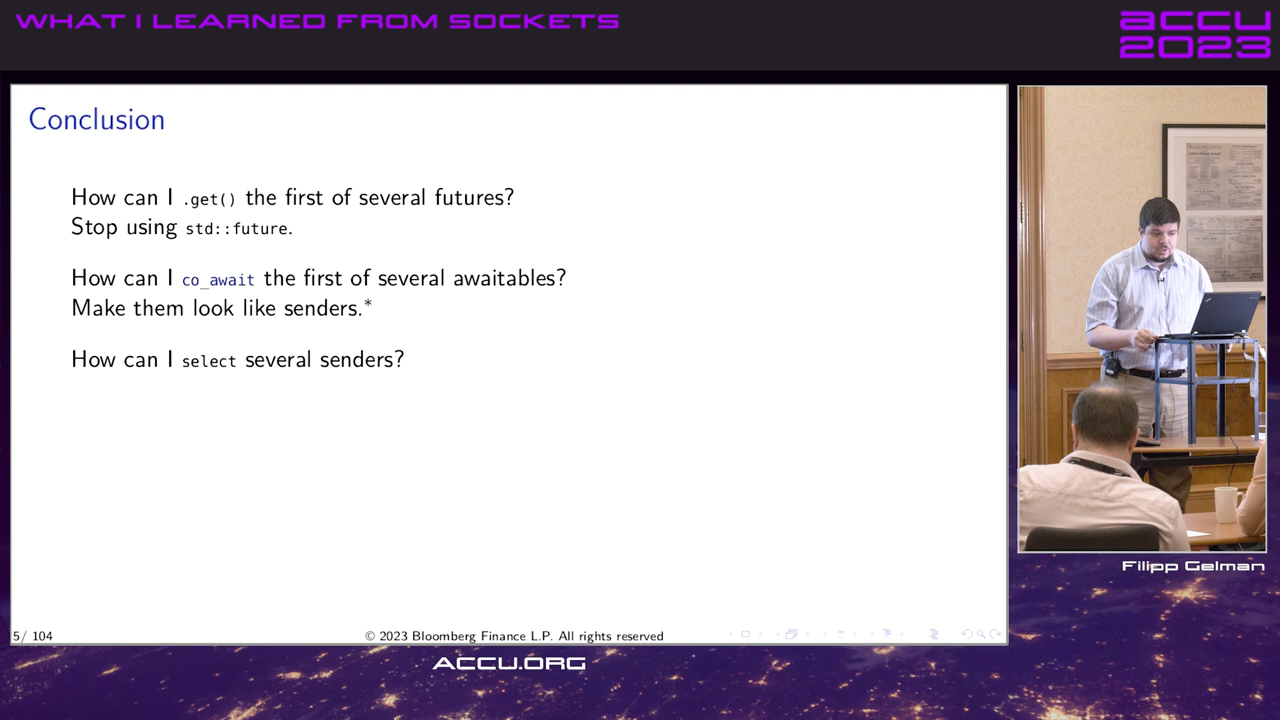 WHAT I LEARNED FROM SOCKETS
ACCU
2023
Conclusion
How can I .get() the first of several futures?
Stop using std::future.
How can I co_await the first of several awaitables?
Make them look like senders.*
How can I select several senders?
5/ 104
© 2023 Bloomberg Finance L.P. All rights reserved
Filipp Gelman
ACCU.ORG